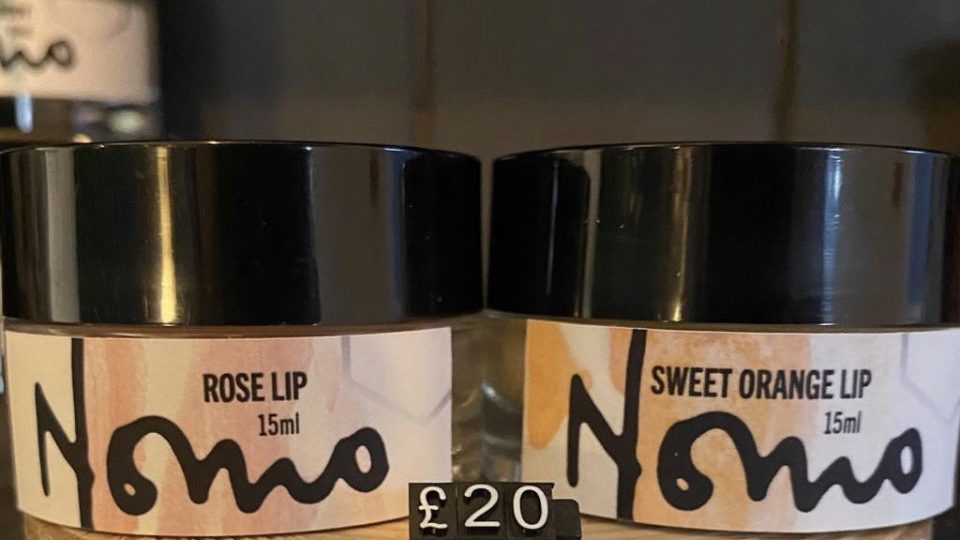 ROSE LIP
15ml
Nomo
SWEET ORANGE LIP
15ml
Nomo
£20